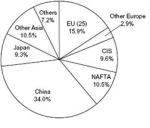 Others
7.2%
EU (25)
15.9%
Other Europe
2.9%
Other Asia
10.5%
CIS
9.6%
Japan
9.3%
NAFTA
10.5%
China
34.0%